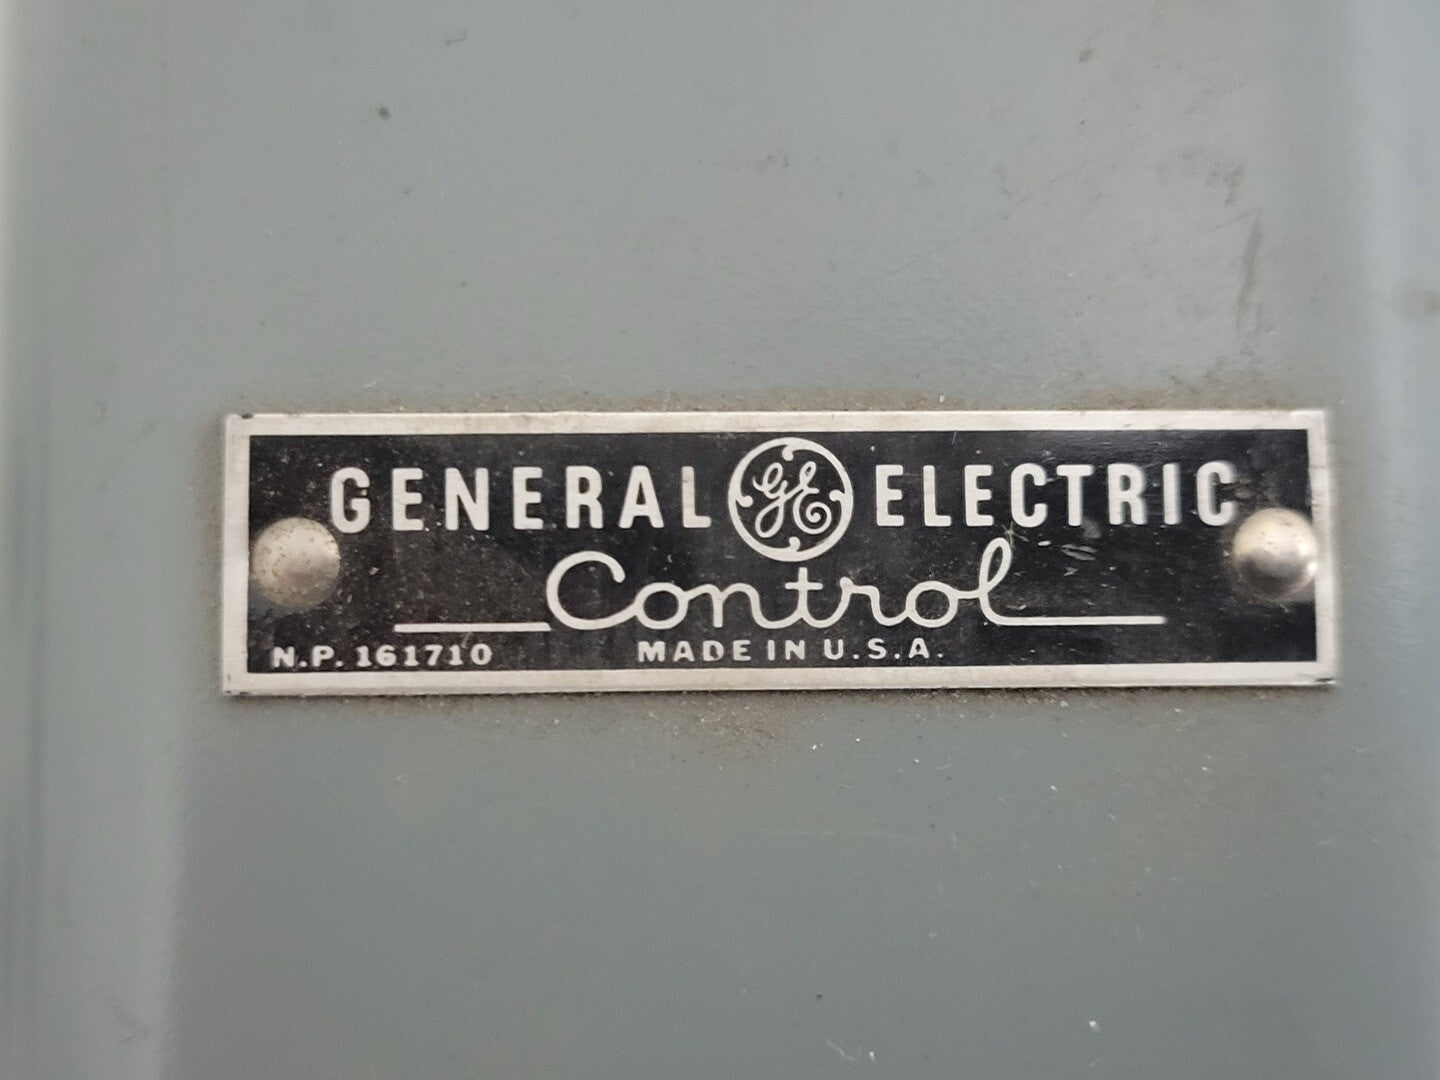 GENERAL GE ELECTRIC
Control
N.P. 161710 MADE IN U.S.A.